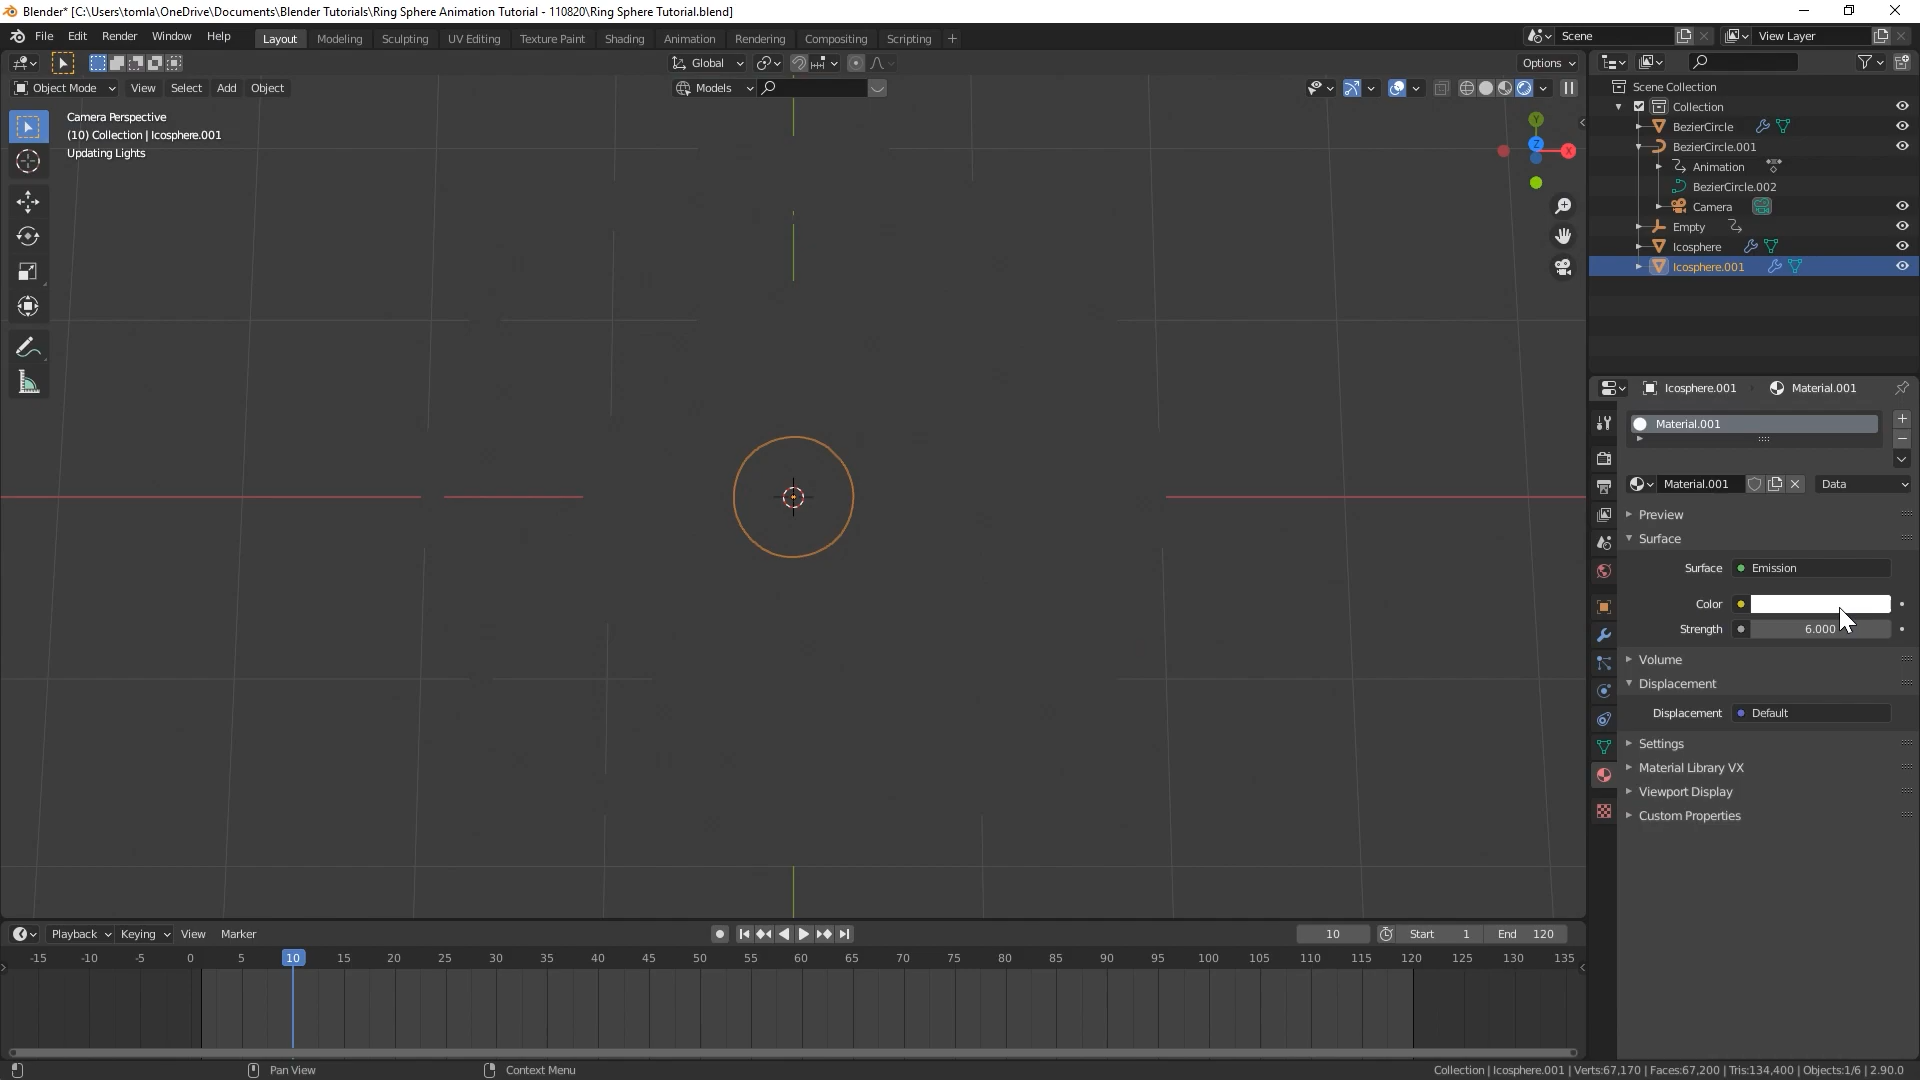 Blender* [C:\Users\tomla\OneDrive\Documents\Blender Tutorials\Ring Sphere Animation Tutorial - 110820\Ring Sphere Tutorial.blend]
File Edit Render Window Help Layout Modeling Sculpting UV Editing Texture Paint Shading Animation Rendering Compositing Scripting + Scene View Layer
Global Options
Object Mode View Select Add Object Models
Camera Perspective
(10) Collection | Icosphere.001
Updating Lights
Y
Z
X
Scene Collection
Collection
BezierCircle
BezierCircle.001
Animation
BezierCircle.002
Camera
Empty
Icosphere
Icosphere.001
Icosphere.001 Material.001
Material.001
Material.001 Data
Preview
Surface
Surface Emission
Color
Strength 6.000
Volume
Displacement
Displacement Default
Settings
Material Library VX
Viewport Display
Custom Properties
Playback Keying View Marker 10 Start 1 End 120
-15 -10 -5 0 5 10 15 20 25 30 35 40 45 50 55 60 65 70 75 80 85 90 95 100 105 110 115 120 125 130 135
Pan View Context Menu Collection | Icosphere.001 | Verts:67,170 | Faces:67,200 | Tris:134,400 | Objects:1/6 | 2.90.0